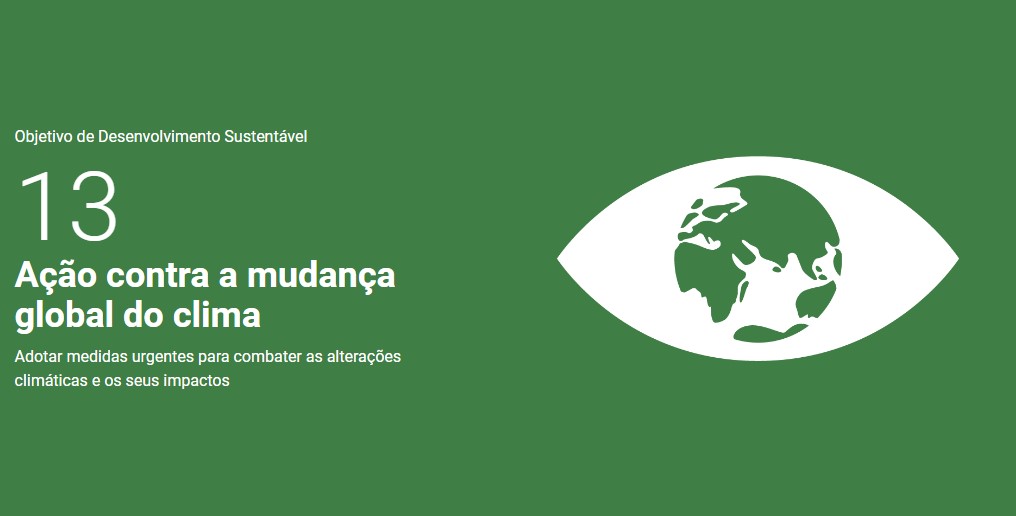 Objetivo de Desenvolvimento Sustentável
13
Ação contra a mudança
global do clima
Adotar medidas urgentes para combater as alterações
climáticas e os seus impactos